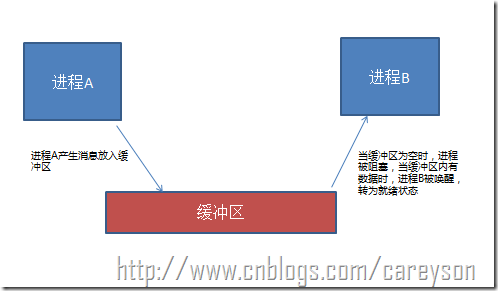 进程A
进程B
进程A产生消息放入缓
冲区
当缓冲区为空时，进程
被阻塞，当缓冲区内有
数据时，进程B被唤醒，
转为就绪状态
缓冲区
http://www.cnblogs.com/careyson